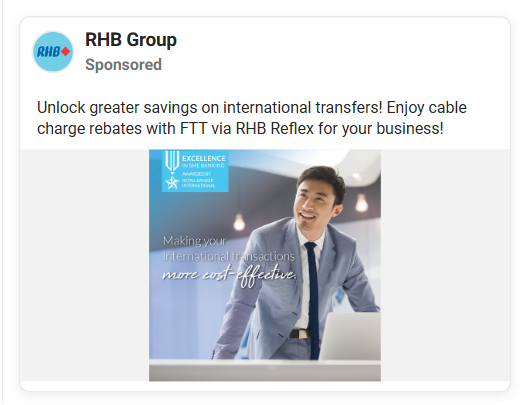 RHB
RHB Group
Sponsored
Unlock greater savings on international transfers! Enjoy cable
charge rebates with FTT via RHB Reflex for your business!
EXCELLENCE
IN SME BANKING
AWARDED BY
RETAIL BANKER
INTERNATIONAL
Making your
international transactions
more cost-effective.